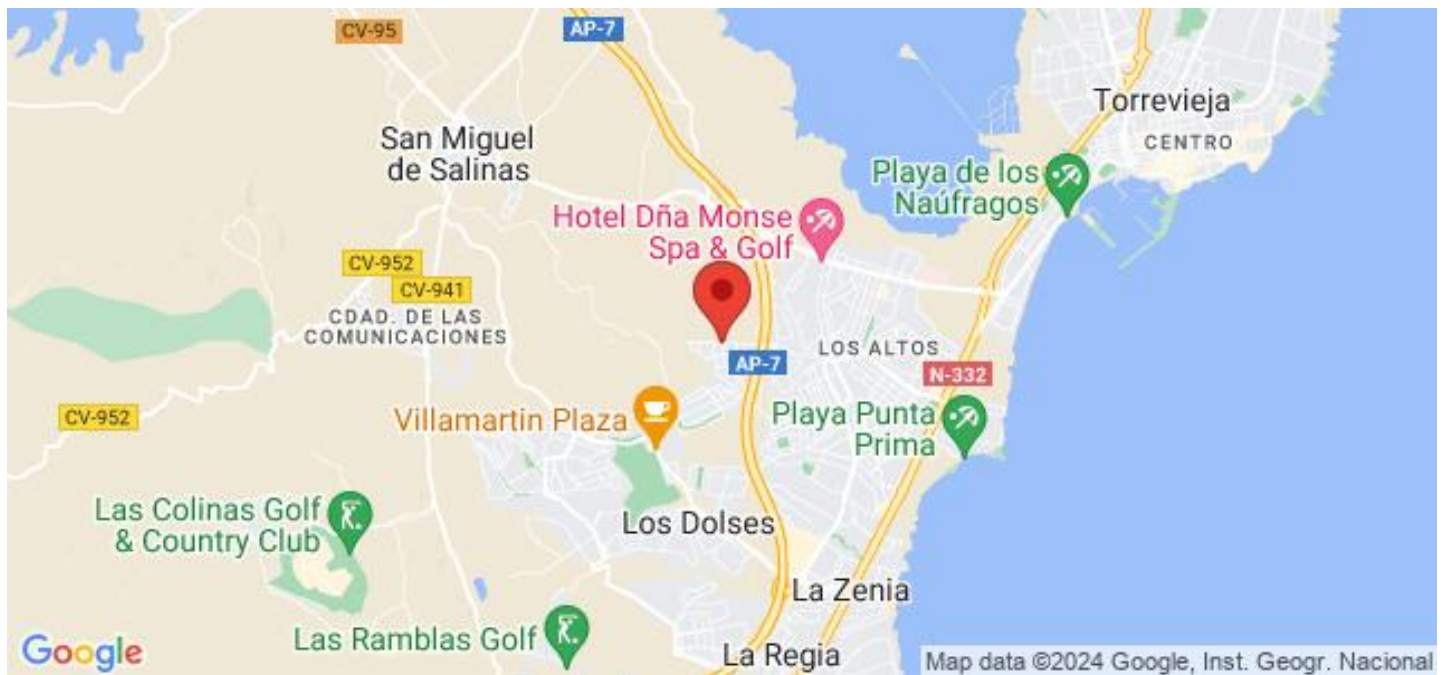 CV-95
AP-7
Torrevieja
CENTRO
San Miguel
de Salinas
Playa de los
Naúfragos
Hotel Dña Monse
Spa & Golf
CV-952
CV-941
CDAD. DE LAS
COMUNICACIONES
LOS ALTOS
AP-7
N-332
CV-952
Villamartin Plaza
Playa Punta
Prima
Las Colinas Golf
& Country Club
Los Dolses
La Zenia
Las Ramblas Golf
La Regia
Google
Map data ©2024 Google, Inst. Geogr. Nacional